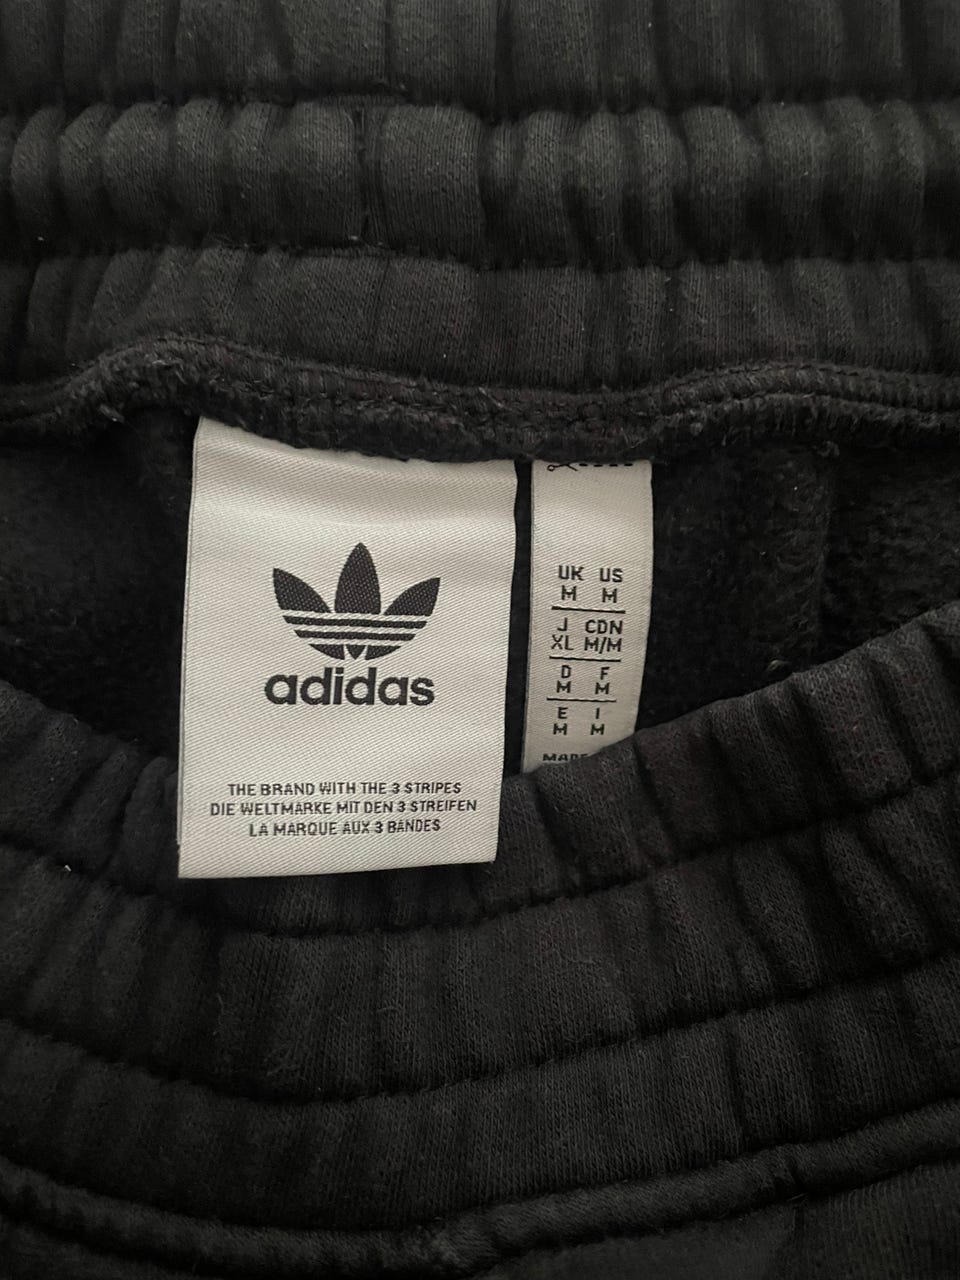 adidas
THE BRAND WITH THE 3 STRIPES
DIE WELTMARKE MIT DEN 3 STREIFEN
LA MARQUE AUX 3 BANDES
UK US
M M
J CDN
XL M/M
D F
M M
E I
M M
MADE